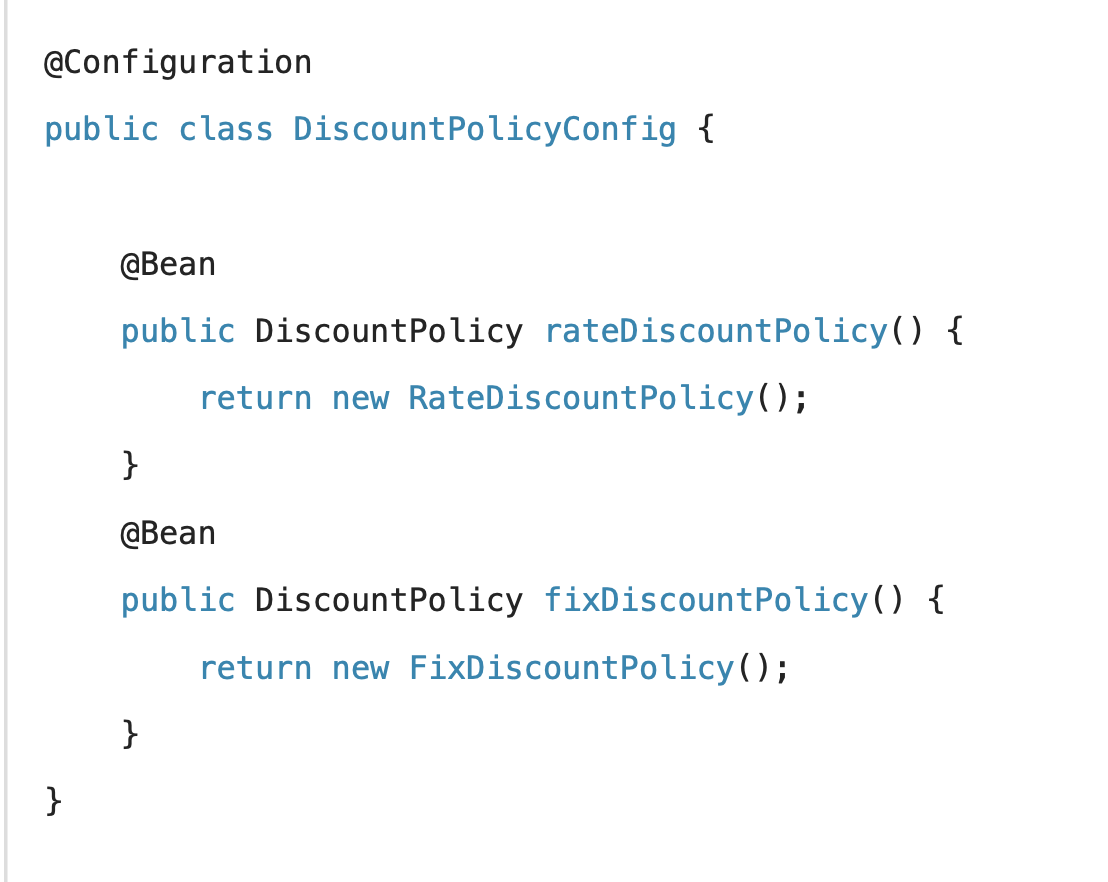 @Configuration
public class DiscountPolicyConfig {
@Bean
public DiscountPolicy rateDiscountPolicy() {
return new RateDiscountPolicy();
}
@Bean
public DiscountPolicy fixDiscountPolicy() {
return new FixDiscountPolicy();
}
}